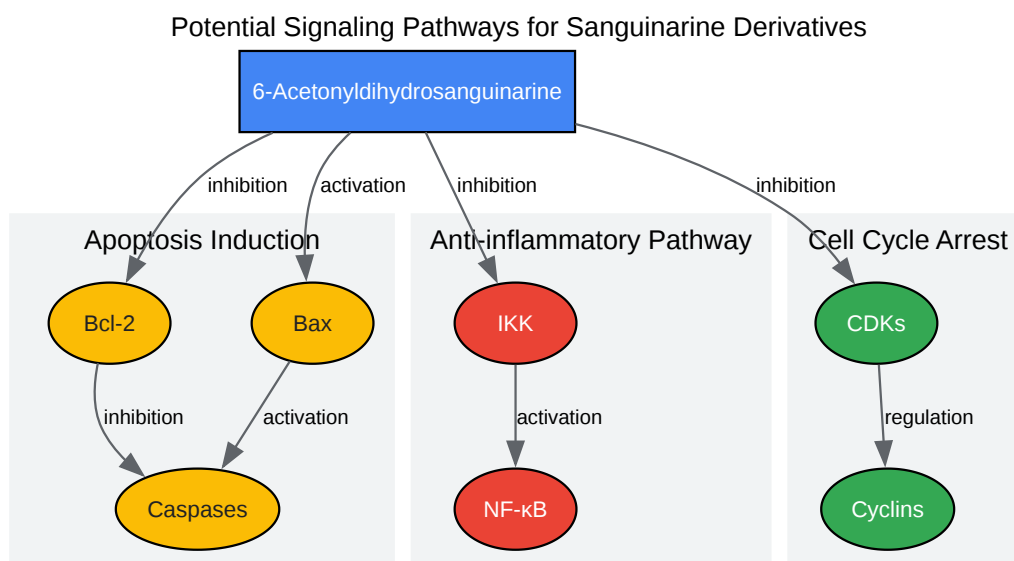 Potential Signaling Pathways for Sanguinarine Derivatives
6-Acetonyldihydrosanguinarine
inhibition
activation
inhibition
inhibition
Apoptosis Induction
Anti-inflammatory Pathway
Cell Cycle Arrest
Bcl-2
Bax
IKK
CDKs
inhibition
activation
activation
regulation
Caspases
NF-κB
Cyclins